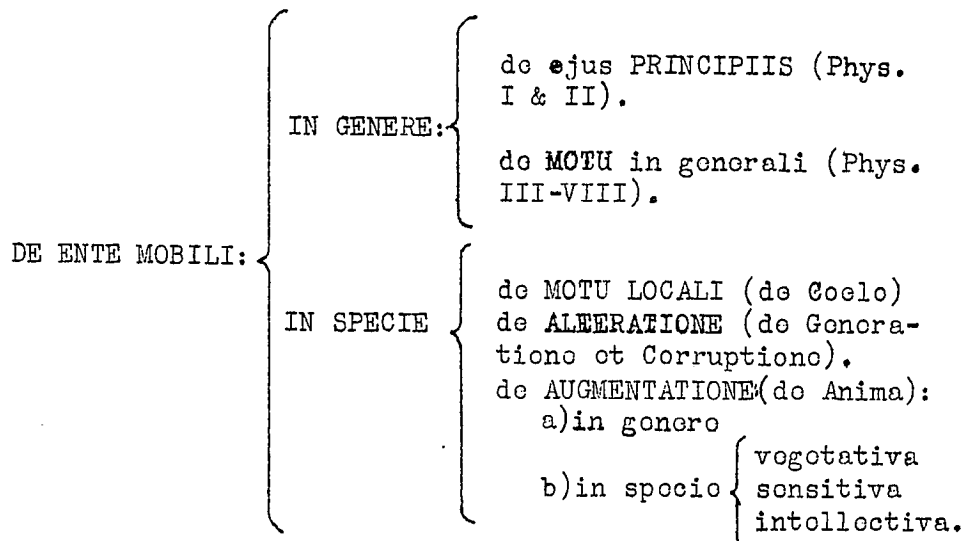 de ejus PRINCIPIIS (Phys.
I & II).
IN GENERE:
de MOTU in generali (Phys.
III-VIII).
DE ENTE MOBILI:
de MOTU LOCALI (de Coelo)
IN SPECIE
de ALEERATIONE (de Genera-
tione et Corruptione).
de AUGMENTATIONE(de Anima):
a)in genere
b)in specie
vegetativa
sensitiva
intellectiva.